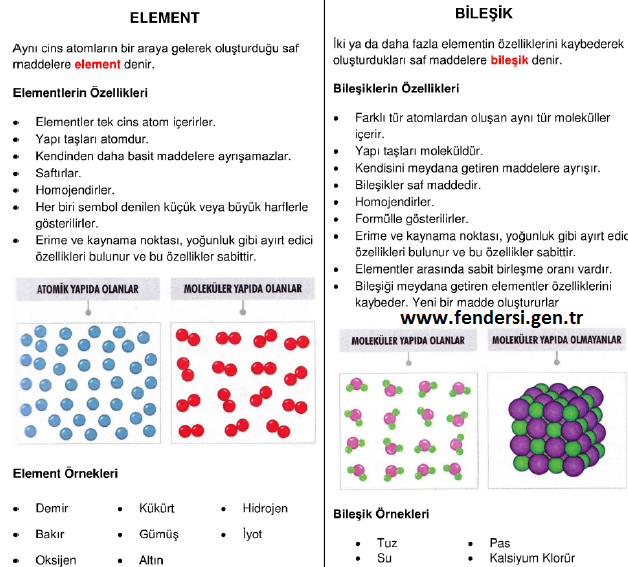 ELEMENT
Aynı cins atomların bir araya gelerek oluşturduğu saf
maddelere element denir.
Elementlerin Özellikleri
Elementler tek cins atom içerirler.
Yapı taşları atomdur.
Kendinden daha basit maddelere ayrışamazlar.
Saftırlar.
Homojendirler.
Her biri sembol denilen küçük veya büyük harflerle
gösterilirler.
Erime ve kaynama noktası, yoğunluk gibi ayırt edici
özellikleri bulunur ve bu özellikler sabittir.
ATOMİK YAPIDA OLANLAR
MOLEKÜLER YAPIDA OLANLAR
Element Örnekleri
Demir
Kükürt
Hidrojen
Bakır
Gümüş
İyot
Oksijen
Altın
BİLEŞİK
İki ya da daha fazla elementin özelliklerini kaybederek
oluşturdukları saf maddelere bileşik denir.
Bileşiklerin Özellikleri
Farklı tür atomlardan oluşan aynı tür moleküller
içerir.
Yapı taşları moleküldür.
Kendisini meydana getiren maddelere ayrışır.
Bileşikler saf maddedir.
Homojendirler.
Formülle gösterilirler.
Erime ve kaynama noktası, yoğunluk gibi ayırt edic
özellikleri bulunur ve bu özellikler sabittir.
Elementler arasında sabit birleşme oranı vardır.
Bileşiği meydana getiren elementler özelliklerini
kaybeder. Yeni bir madde oluştururlar
www.fendersi.gen.tr
MOLEKÜLER YAPIDA OLANLAR
MOLEKÜLER YAPIDA OLMAYANLAR
Bileşik Örnekleri
Tuz
Pas
Su
Kalsiyum Klorür